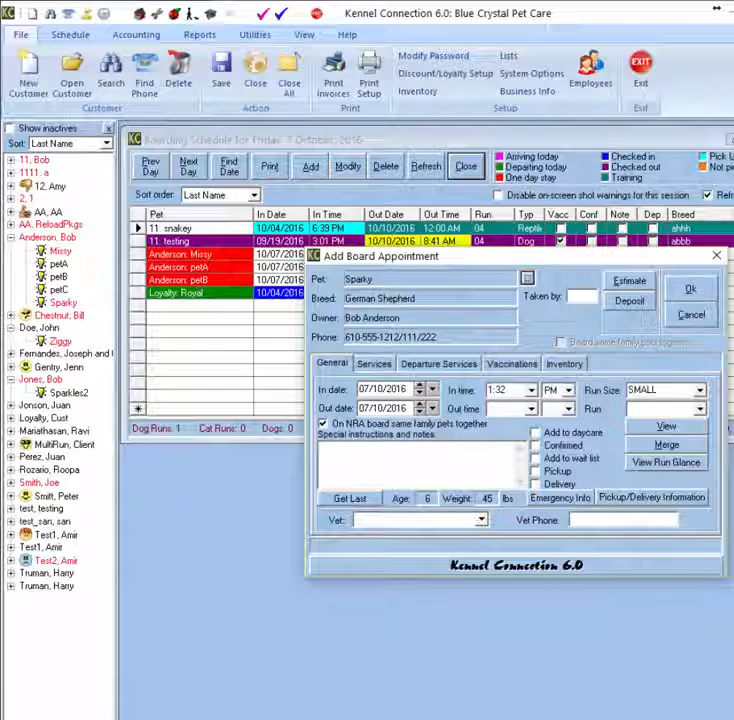 Kennel Connection 6.0: Blue Crystal Pet Care
File Schedule Accounting Reports Utilities View Help
New Customer
Open Customer
Search
Find Phone
Delete
Save
Close
Close All
Print Invoices
Print Setup
Modify Password
Discount/Loyalty Setup
Inventory
Lists
System Options
Business Info
Employees
Exit
Customer Action Print Setup Exit
Show inactives...
Sort: Last Name
11, Bob
1111, a
12, Amy
2, 1
AA, AA
AA, ReloadPkgs
Anderson, Bob
Missy
petA
petB
petC
Sparky
Chestnut, Bill
Doe, John
Ziggy
Fernandes, Joseph and
Gentry, Jenn
Jones, Bob
Sparkles2
Jonson, Juan
Loyalty, Cust
Mariathasan, Ravi
MultiRun, Client
Perez, Juan
Rozario, Roopa
Smith, Joe
Smitt, Peter
test, testing
test_san, san
Test1, Amir
Test1, Amir
Test2, Amir
Truman, Harry
Truman, Harry
Boarding Schedule for Friday, 7 October, 2016
Prev Day
Next Day
Find Date
Print
Add
Modify
Delete
Refresh
Close
Arriving today
Departing today
One day stay
Checked in
Checked out
Training
Pick U
Not pi
Sort order: Last Name
Disable on-screen shot warnings for this session
Refr
Pet In Date In Time Out Date Out Time Run Typ Vacc Conf Note Dep Breed
11. snakey 10/04/2016 6:39 PM 10/10/2016 12:00 AM 04 Reptile ahhh
11. testing 09/19/2016 3:01 PM 10/10/2016 8:41 AM 04 Dog abbb
Anderson: Missy 10/07/2016
Anderson: petA 10/07/2016
Anderson: petB 10/07/2016
Loyalty: Royal 10/04/2016
Dog Runs: 1 Cat Runs: 0 Dogs: 0
Add Board Appointment
Pet: Sparky
Breed: German Shepherd
Owner: Bob Anderson
Phone: 610-555-1212/111/222
Taken by:
Estimate
Deposit
Ok
Cancel
Board same family pets together
General Services Departure Services Vaccinations Inventory
In date: 07/10/2016 In time: 1:32 PM Run Size: SMALL
Out date: 07/10/2016 Out time: Run
On NRA board same family pets together
Special instructions and notes:
Add to daycare
Confirmed
Add to wait list
Pickup
Delivery
View
Merge
View Run Glance
Get Last Age: 6 Weight: 45 lbs Emergency Info Pickup/Delivery Information
Vet: Vet Phone:
Kennel Connection 6.0